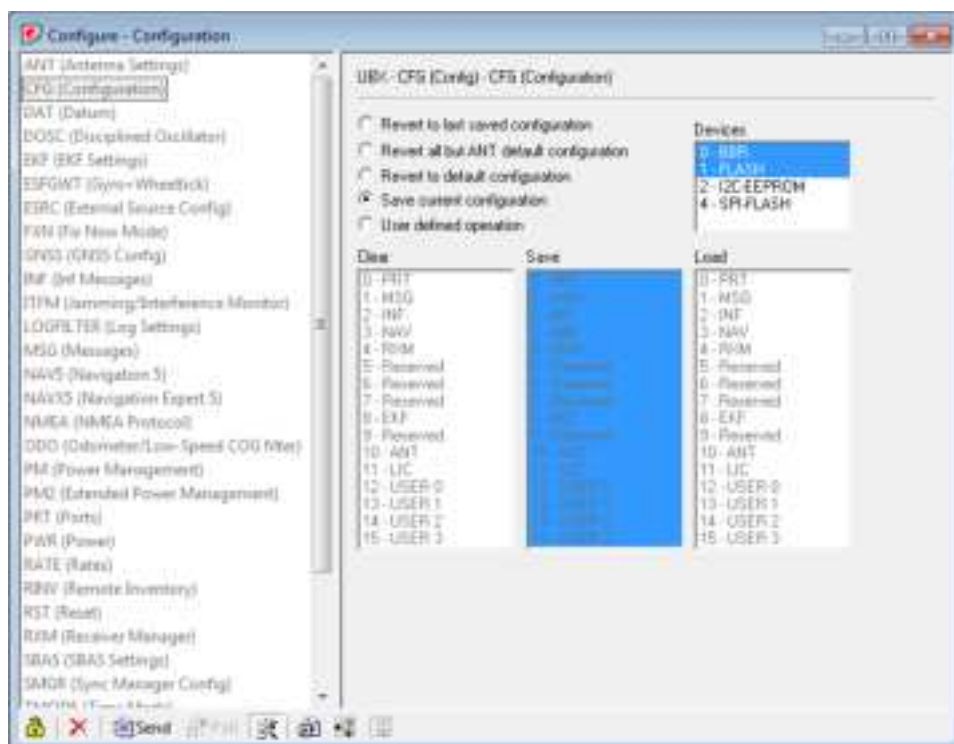 Configure - Configuration
ANT (Antenna Settings)
CFG (Configuration)
DAT (Datum)
DOSC (Disciplined Oscillator)
EKF (EKF Settings)
ESFGWT (Gyro+Wheeltick)
ESRC (External Source Config)
FXN (Fix Now Mode)
GNSS (GNSS Config)
INF (Inf Messages)
ITFM (Jamming/Interference Monitor)
LOGFILTER (Log Settings)
MSG (Messages)
NAV5 (Navigation 5)
NAVX5 (Navigation Expert 5)
NMEA (NMEA Protocol)
ODO (Odometer/Low-Speed COG filter)
PM (Power Management)
PM2 (Extended Power Management)
PRT (Ports)
PWR (Power)
RATE (Rates)
RINV (Remote Inventory)
RST (Reset)
RXM (Receiver Manager)
SBAS (SBAS Settings)
SMGR (Sync Manager Config)
UBX - CFG (Config) - CFG (Configuration)
Revert to last saved configuration
Revert all but ANT default configuration
Revert to default configuration
Save current configuration
User defined operation
Devices
0 - BBR
1 - FLASH
2 - I2C-EEPROM
4 - SPI-FLASH
Clear
0 - PRT
1 - MSG
2 - INF
3 - NAV
4 - RXM
5 - Reserved
6 - Reserved
7 - Reserved
8 - EKF
9 - Reserved
10 - ANT
11 - LIC
12 - USER 0
13 - USER 1
14 - USER 2
15 - USER 3
Save
Load
0 - PRT
1 - MSG
2 - INF
3 - NAV
4 - RXM
5 - Reserved
6 - Reserved
7 - Reserved
8 - EKF
9 - Reserved
10 - ANT
11 - LIC
12 - USER 0
13 - USER 1
14 - USER 2
15 - USER 3
Send